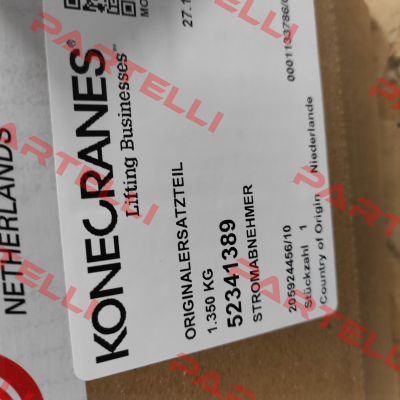 NETHERLANDS
KONECRANES
Lifting Businesses™
ORIGINALERSATZTEIL
1.350 KG
52341389
STROMABNEHMER
205924456/10
Stückzahl 1
Country of Origin Niederlande
27.1
PARTELLI